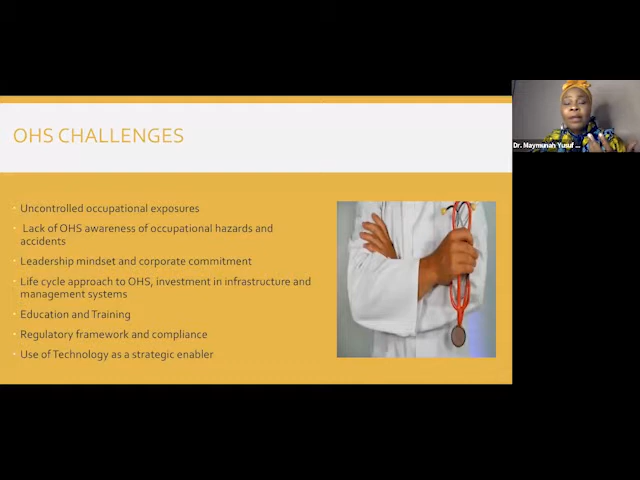 OHS CHALLENGES
Dr. Maymunah Yusuf ...
Uncontrolled occupational exposures
Lack of OHS awareness of occupational hazards and
accidents
Leadership mindset and corporate commitment
Life cycle approach to OHS, investment in infrastructure and
management systems
Education and Training
Regulatory framework and compliance
Use of Technology as a strategic enabler